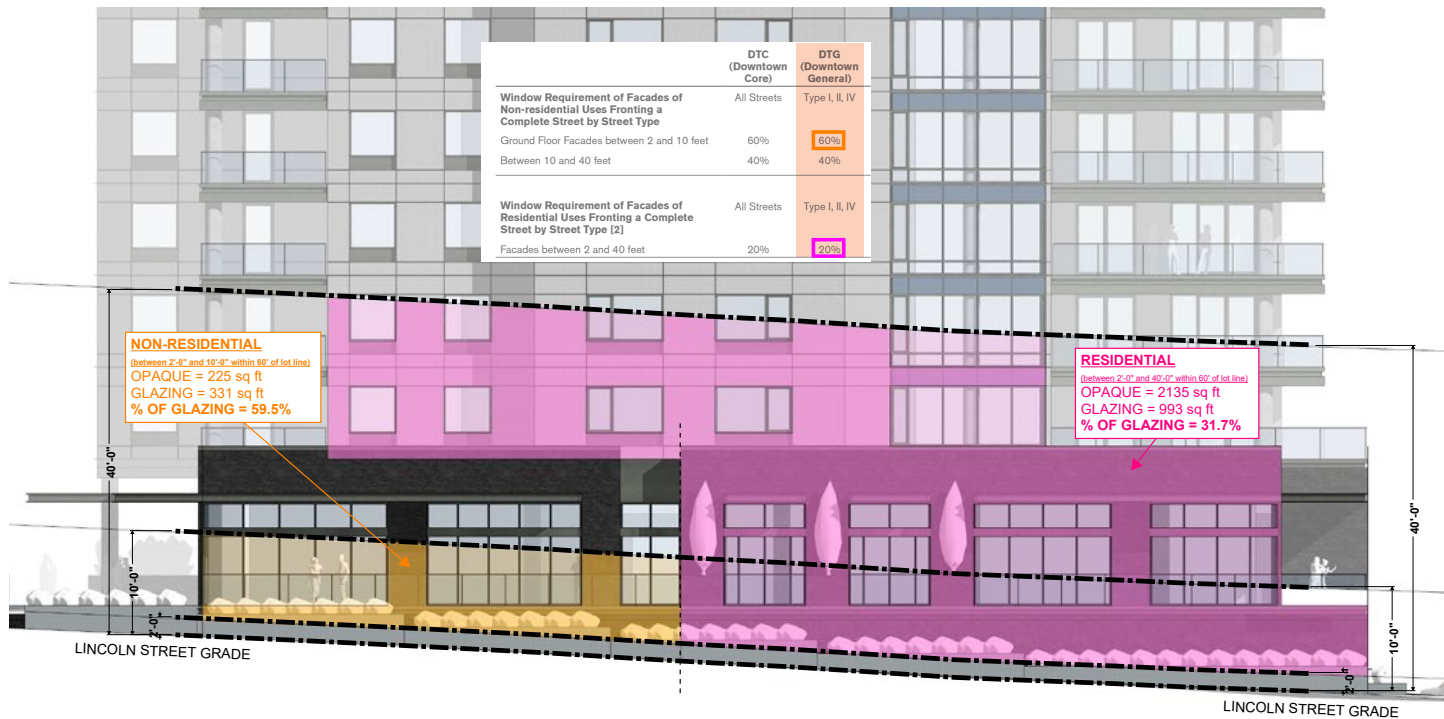 DTC DTG
(Downtown (Downtown
Core) General)
Window Requirement of Facades of All Streets Type I, II, IV
Non-residential Uses Fronting a
Complete Street by Street Type
Ground Floor Facades between 2 and 10 feet 60% 60%
Between 10 and 40 feet 40% 40%
Window Requirement of Facades of All Streets Type I, II, IV
Residential Uses Fronting a Complete
Street by Street Type [2]
Facades between 2 and 40 feet 20% 20%
NON-RESIDENTIAL
(between 2'-0" and 10'-0" within 60' of lot line)
OPAQUE = 225 sq ft
GLAZING = 331 sq ft
% OF GLAZING = 59.5%
RESIDENTIAL
(between 2'-0" and 40'-0" within 60' of lot line)
OPAQUE = 2135 sq ft
GLAZING = 993 sq ft
% OF GLAZING = 31.7%
40'-0"
10'-0"
2'-0"
LINCOLN STREET GRADE
40'-0"
10'-0"
2'-0"
LINCOLN STREET GRADE